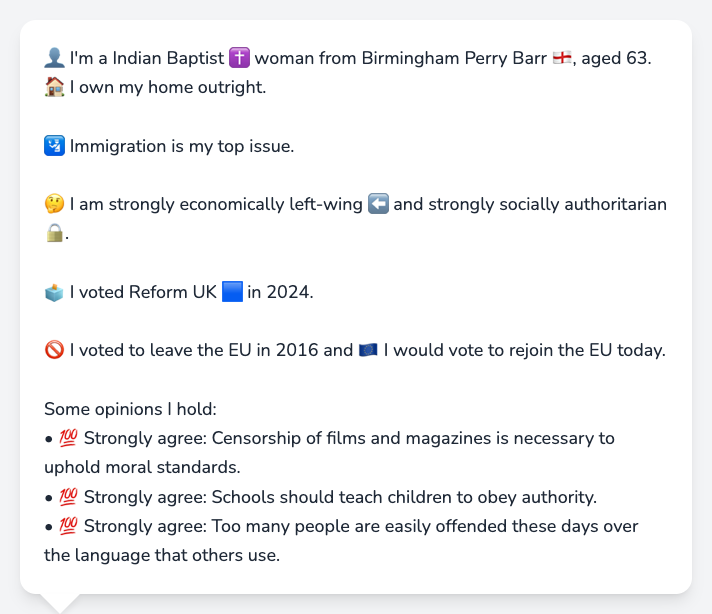 👤 I'm a Indian Baptist ✝️ woman from Birmingham Perry Barr 🏴󠁧󠁢󠁥󠁮󠁧󠁿, aged 63.
🏠 I own my home outright.
🛂 Immigration is my top issue.
🤔 I am strongly economically left-wing ⬅️ and strongly socially authoritarian
🔒.
🗳️ I voted Reform UK 🟦 in 2024.
🚫 I voted to leave the EU in 2016 and 🇪🇺 I would vote to rejoin the EU today.
Some opinions I hold:
• 💯 Strongly agree: Censorship of films and magazines is necessary to
uphold moral standards.
• 💯 Strongly agree: Schools should teach children to obey authority.
• 💯 Strongly agree: Too many people are easily offended these days over
the language that others use.